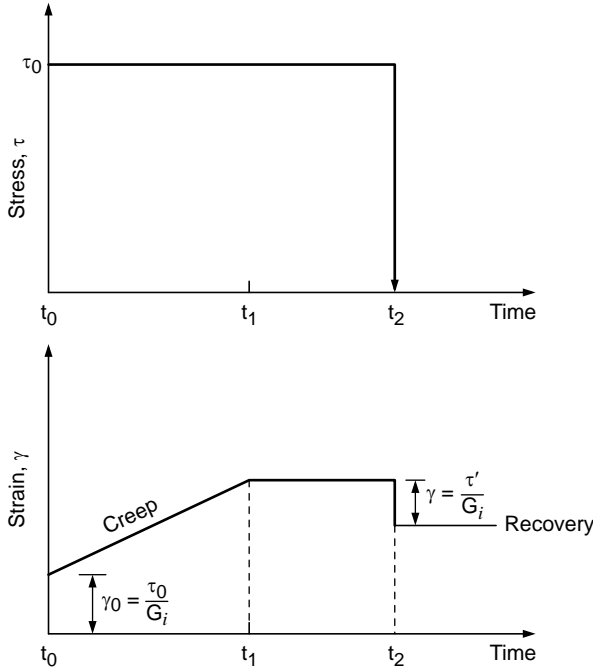 τ0
Stress, τ
t0 t1 t2 Time
Strain, γ
Creep
γ = τ′/Gi
Recovery
γ0 = τ0/Gi
t0 t1 t2 Time